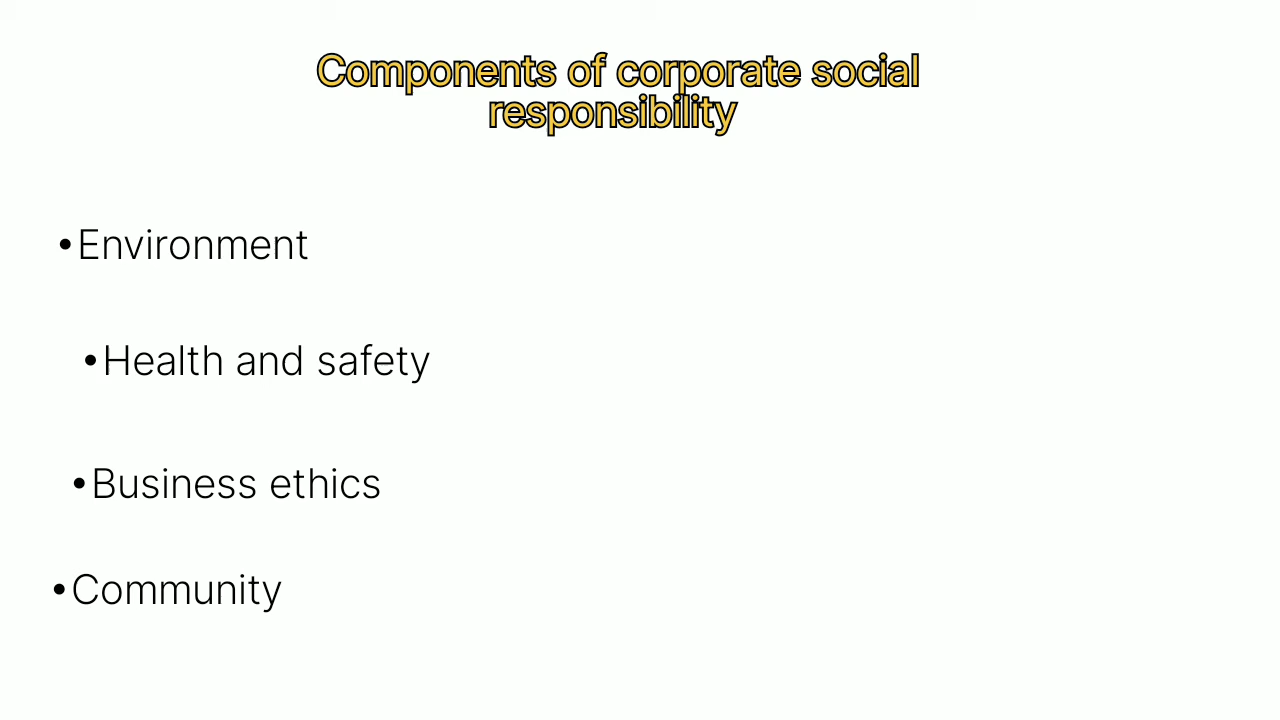 Components of corporate social
responsibility
•Environment
•Health and safety
•Business ethics
•Community